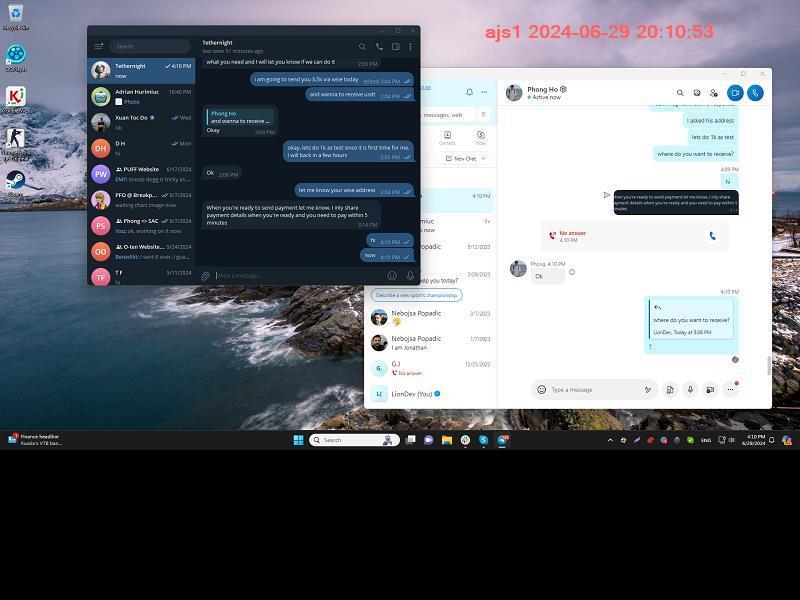 ajs1 2024-06-29 20:10:53
Search
Tethernight
4:10 PM
now
Adrian Hurimiuc
10:40 PM
Photo
Xuan Toc Do
Wed
ok
D H
Mon
hi
PUFF Website
6/17/2024
EMF: snoop dogg is tricky as...
PFO @ Breakp...
6/7/2024
waiting chart image now
Phong <> SAC
6/7/2024
You: ok, working on it now
O-ten Website...
5/24/2024
Benedikt: I sent it over. I gue...
T F
5/11/2024
hi
Tethernight
last seen 51 minutes ago
what you need and I will let you know if we can do it
2:03 PM
i am going to send you 3,5k via wise today
edited 2:04 PM
and wanna to receive usdt
2:04 PM
Phong Ho
and wanna to receive ...
Okay
2:04 PM
okay, lets do 1k as test since it is first time for me.
I will back in a few hours
2:05 PM
Ok
2:06 PM
let me know your wise address
3:04 PM
When you're ready to send payment let me know. I inly share
payment details when you're ready and you need to pay within 5
minutes
3:14 PM
hi
4:10 PM
now
4:10 PM
Write a message...
, messages, web
Contacts
Today
New Chat
4:10 PM
now
5/12/2023
3/28/2023
elp you today?
Describe a new sport's championship
Nebojsa Popadic
3/7/2023
Nebojsa Popadic
1/7/2023
I am Jonathan
GJ
12/23/2022
No answer
LionDev (You)
Phong Ho
Active now
I asked his address
lets do 1k as test
where do you want to receive?
4:09 PM
hi
When you're ready to send payment let me know. I inly share
payment details when you're ready and you need to pay within 5
minutes
No answer
4:10 PM
Phong, 4:10 PM
Ok
4:10 PM
where do you want to receive?
LionDev, Today at 3:06 PM
?
Type a message
Finance headline
Russia's VTB ban...
Search
ENG
4:10 PM
6/29/2024